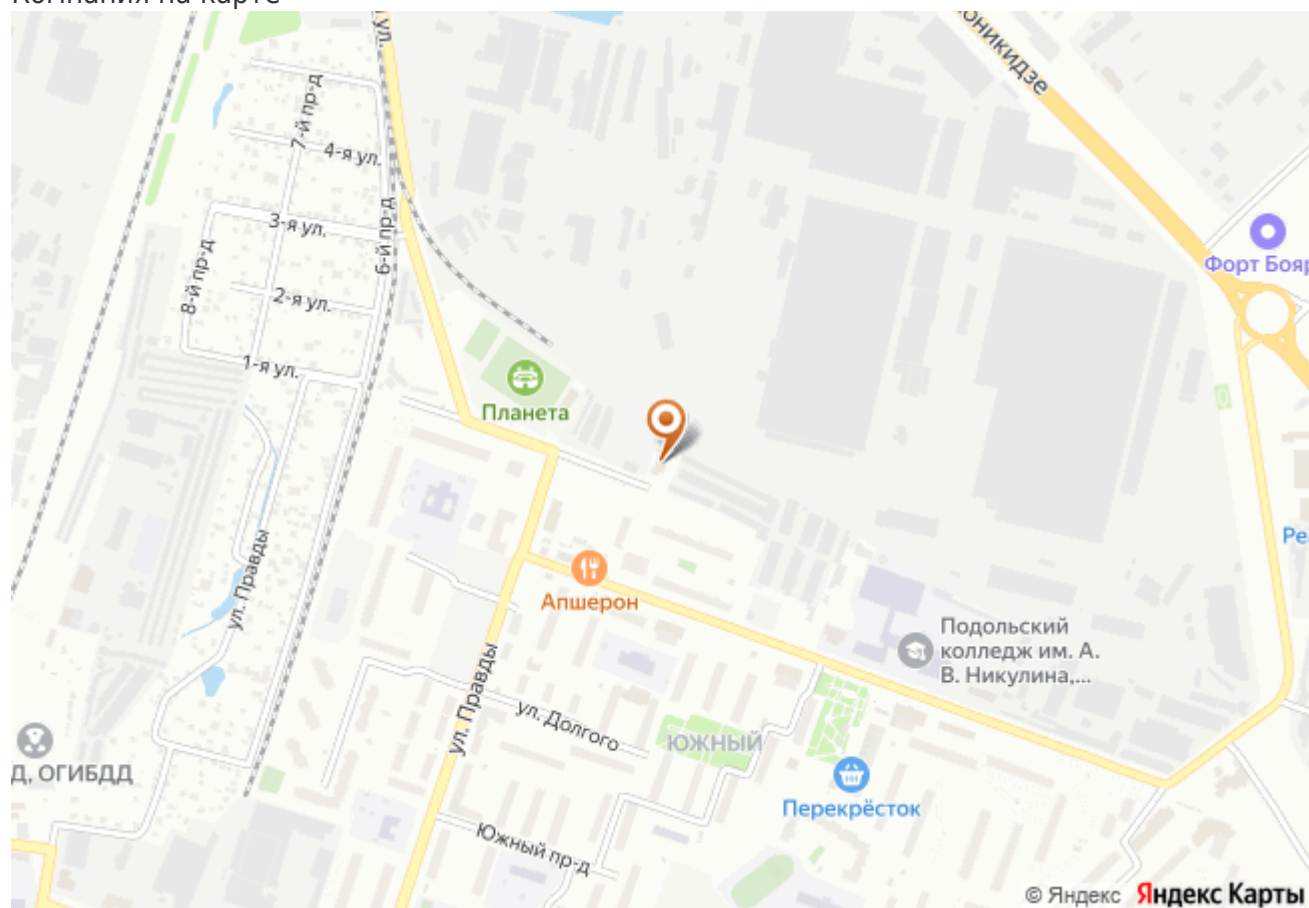 Компания на карте
ул.
ОНИКИДЗЕ
7-й пр-д
4-я ул.
3-я ул.
6-й пр-д
8-й пр-д
2-я ул.
1-я ул.
Форт Бояр
Планета
Ре
ул. Правды
Апшерон
Подольский
колледж им. А.
В. Никулина,...
ул. Правды
ул. Долгого
ЮЖНЫЙ
Д, ОГИБДД
Перекрёсток
Южный пр-д
© Яндекс Яндекс Карты